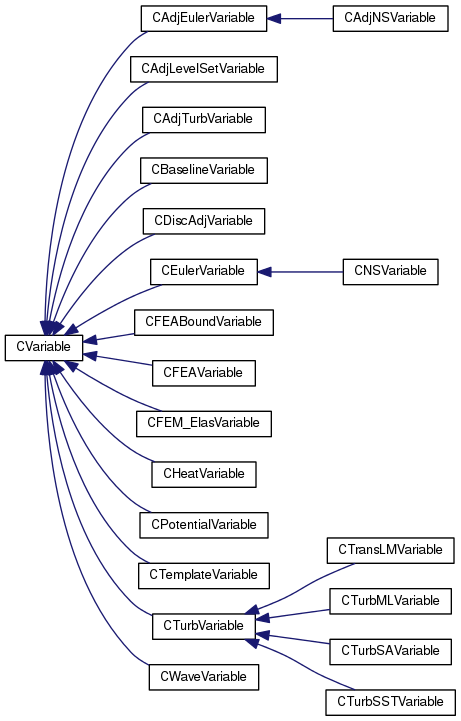 CAdjEulerVariable
CAdjNSVariable
CAdjLevelSetVariable
CAdjTurbVariable
CBaselineVariable
CDiscAdjVariable
CEulerVariable
CNSVariable
CFEABoundVariable
CVariable
CFEAVariable
CFEM_ElasVariable
CHeatVariable
CPotentialVariable
CTransLMVariable
CTemplateVariable
CTurbMLVariable
CTurbVariable
CTurbSAVariable
CWaveVariable
CTurbSSTVariable